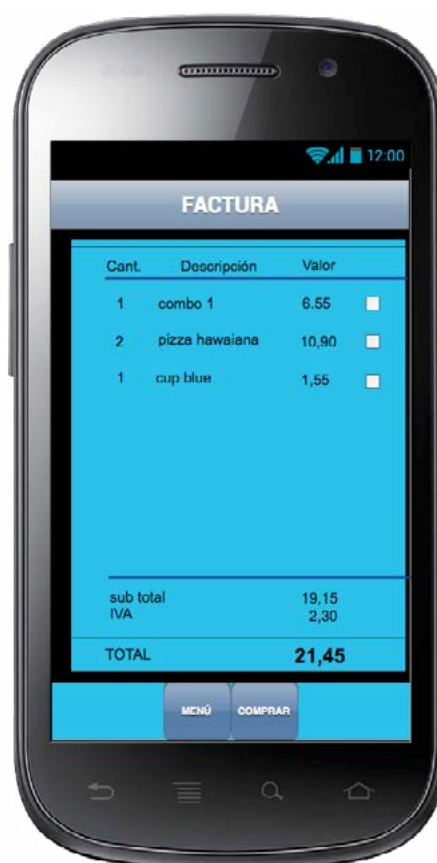 12:00
FACTURA
Cant. Descripción Valor
1 combo 1 6.55
2 pizza hawaiana 10,90
1 cup blue 1,55
sub total 19,15
IVA 2,30
TOTAL 21,45
MENÚ COMPRAR